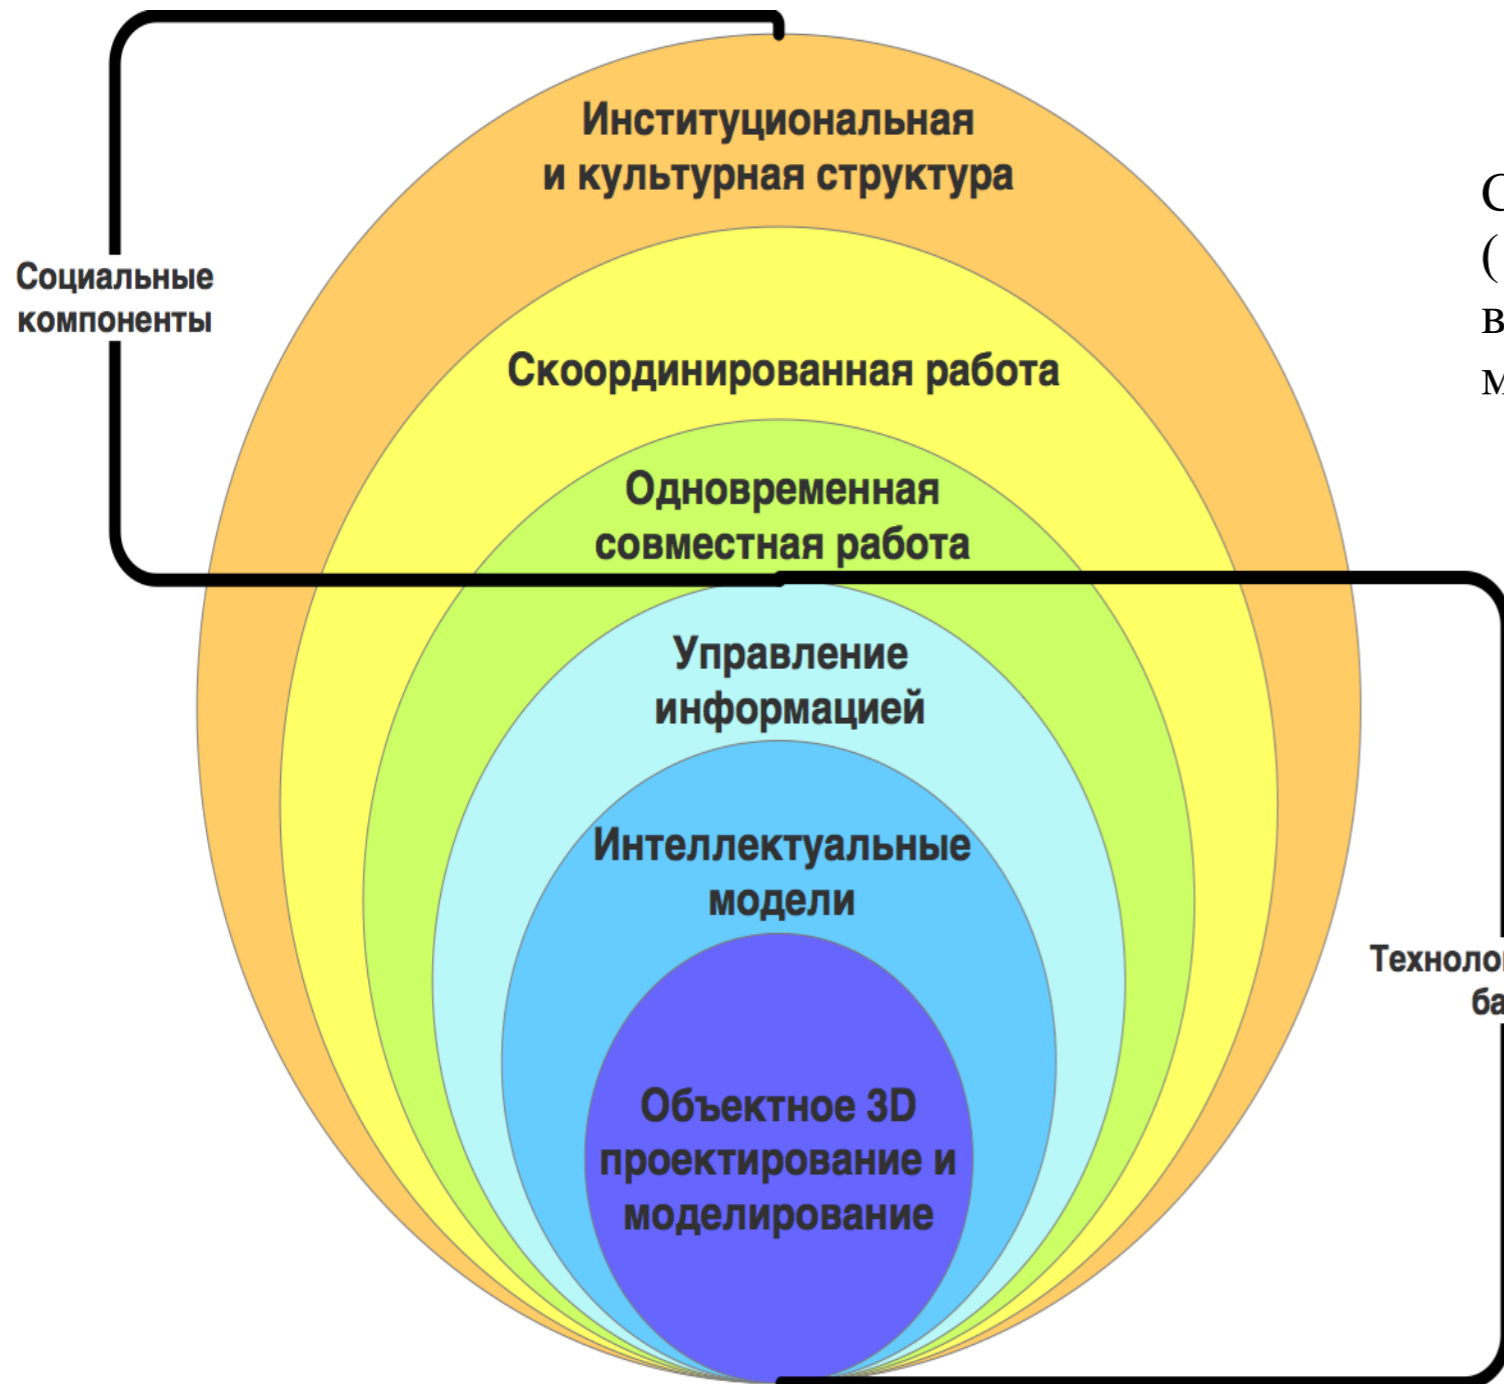 Институциональная
и культурная структура
Социальные
компоненты
Скоординированная работа
Одновременная
совместная работа
Управление
информацией
Интеллектуальные
модели
Объектное 3D
проектирование и
моделирование